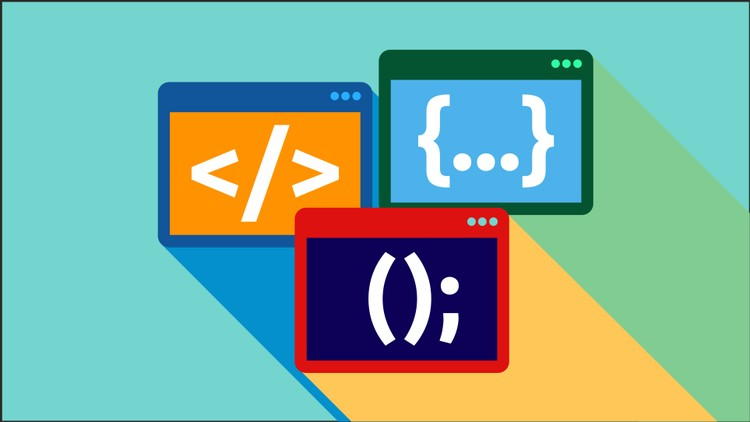 </>
{...}
();